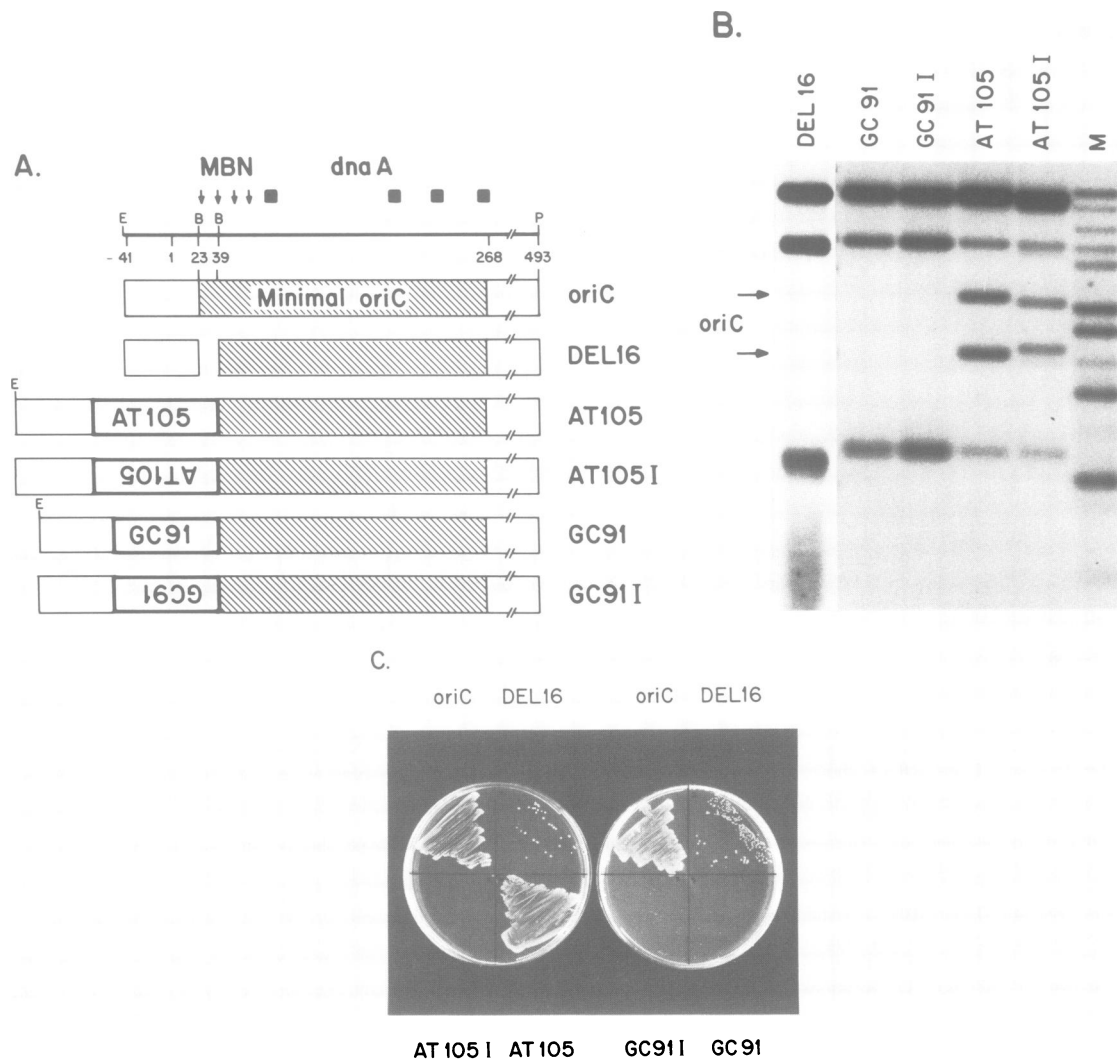 A.
MBN dnaA
E B B P
- 41 1 23 39 268 493
Minimal oriC oriC
DEL16
E
AT105 AT105
AT105 AT105 I
E
GC91 GC91
GC91 GC91 I
B.
DEL 16
GC 91
GC 91 I
AT 105
AT 105 I
M
oriC
C.
oriC DEL16 oriC DEL16
AT 105 I AT 105 GC91 I GC 91